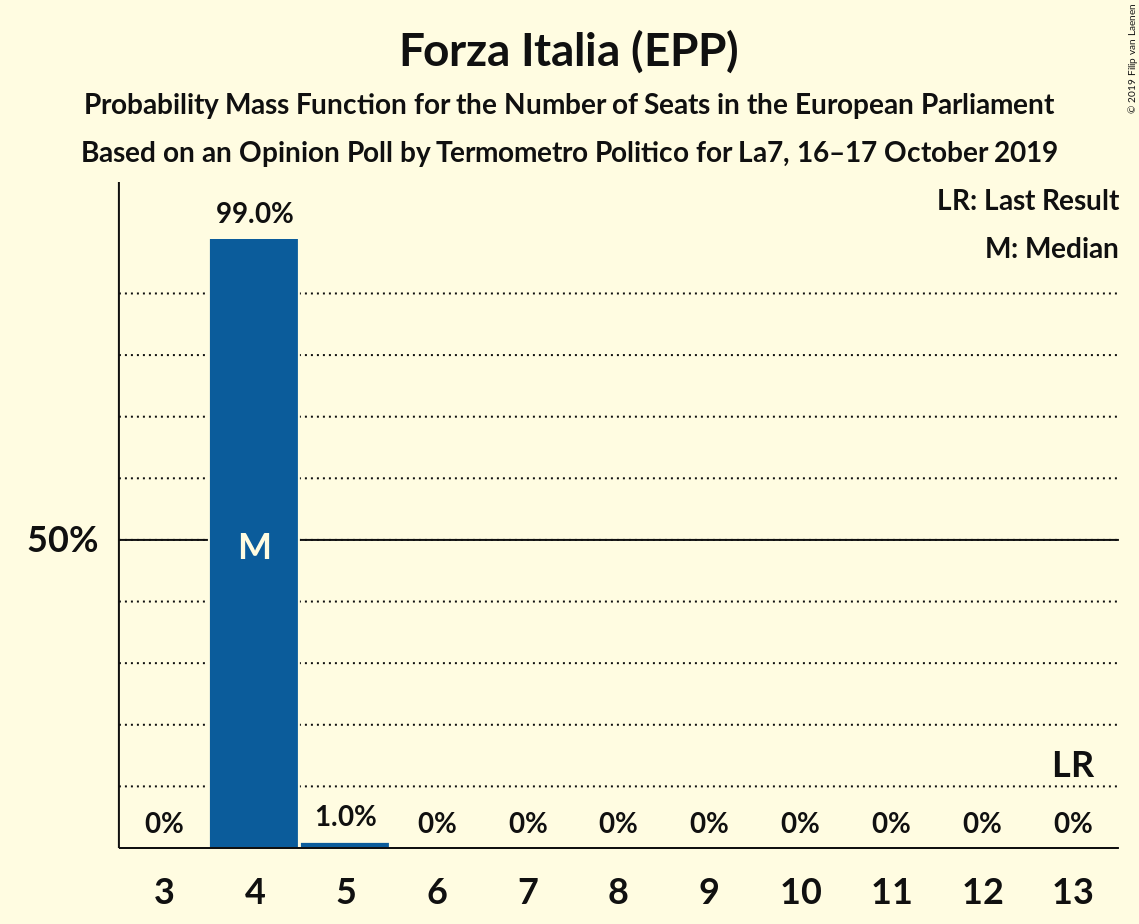 Forza Italia (EPP)
Probability Mass Function for the Number of Seats in the European Parliament
Based on an Opinion Poll by Termometro Politico for La7, 16–17 October 2019
© 2019 Filip van Laenen
LR: Last Result
M: Median
99.0%
50%
M
LR
0% 1.0% 0% 0% 0% 0% 0% 0% 0% 0%
3 4 5 6 7 8 9 10 11 12 13